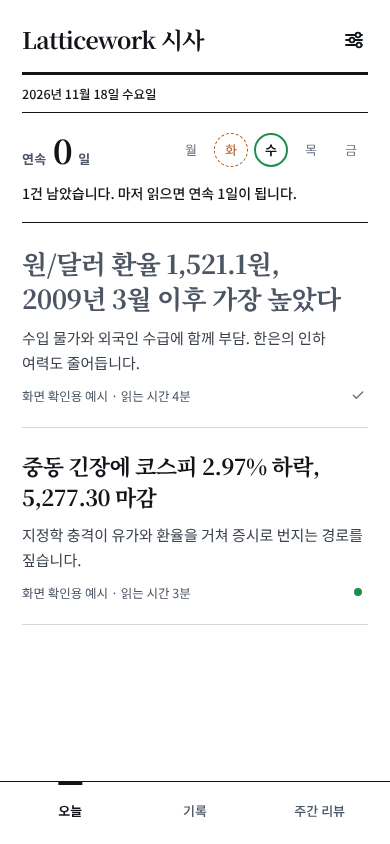 Latticework 시사
2026년 11월 18일 수요일
연속 0 일
월 화 수 목 금
1건 남았습니다. 마저 읽으면 연속 1일이 됩니다.
원/달러 환율 1,521.1원,
2009년 3월 이후 가장 높았다
수입 물가와 외국인 수급에 함께 부담. 한은의 인하
여력도 줄어듭니다.
화면 확인용 예시 · 읽는 시간 4분
중동 긴장에 코스피 2.97% 하락,
5,277.30 마감
지정학 충격이 유가와 환율을 거쳐 증시로 번지는 경로를
짚습니다.
화면 확인용 예시 · 읽는 시간 3분
오늘 기록 주간 리뷰